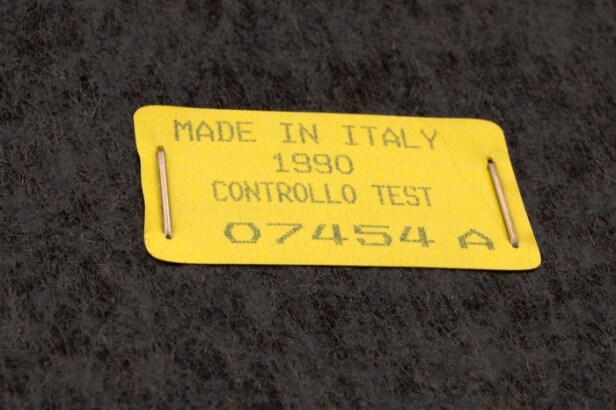 MADE IN ITALY
1990
CONTROLLO TEST
07454 A